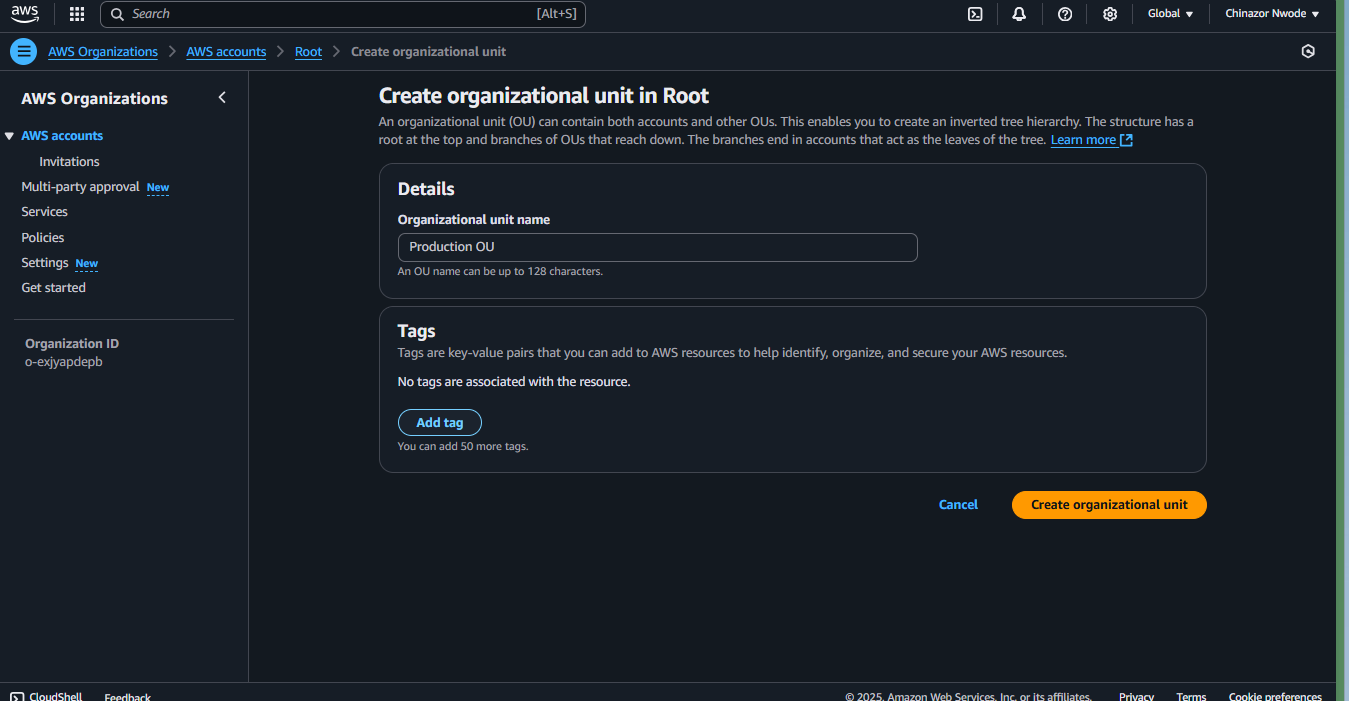 aws
Search [Alt+S]
Global
Chinazor Nwode
AWS Organizations
AWS accounts
Root
Create organizational unit
AWS Organizations
AWS accounts
Invitations
Multi-party approval New
Services
Policies
Settings New
Get started
Organization ID
o-exjyapdepb
Create organizational unit in Root
An organizational unit (OU) can contain both accounts and other OUs. This enables you to create an inverted tree hierarchy. The structure has a
root at the top and branches of OUs that reach down. The branches end in accounts that act as the leaves of the tree. Learn more
Details
Organizational unit name
Production OU
An OU name can be up to 128 characters.
Tags
Tags are key-value pairs that you can add to AWS resources to help identify, organize, and secure your AWS resources.
No tags are associated with the resource.
Add tag
You can add 50 more tags.
Cancel
Create organizational unit
CloudShell
Feedback
© 2025, Amazon Web Services, Inc. or its affiliates.
Privacy
Terms
Cookie preferences